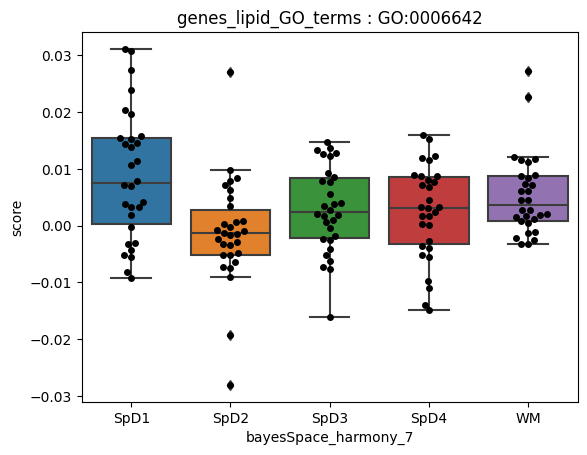 genes_lipid_GO_terms : GO:0006642
0.03
0.02
0.01
0.00
−0.01
−0.02
−0.03
score
SpD1 SpD2 SpD3 SpD4 WM
bayesSpace_harmony_7